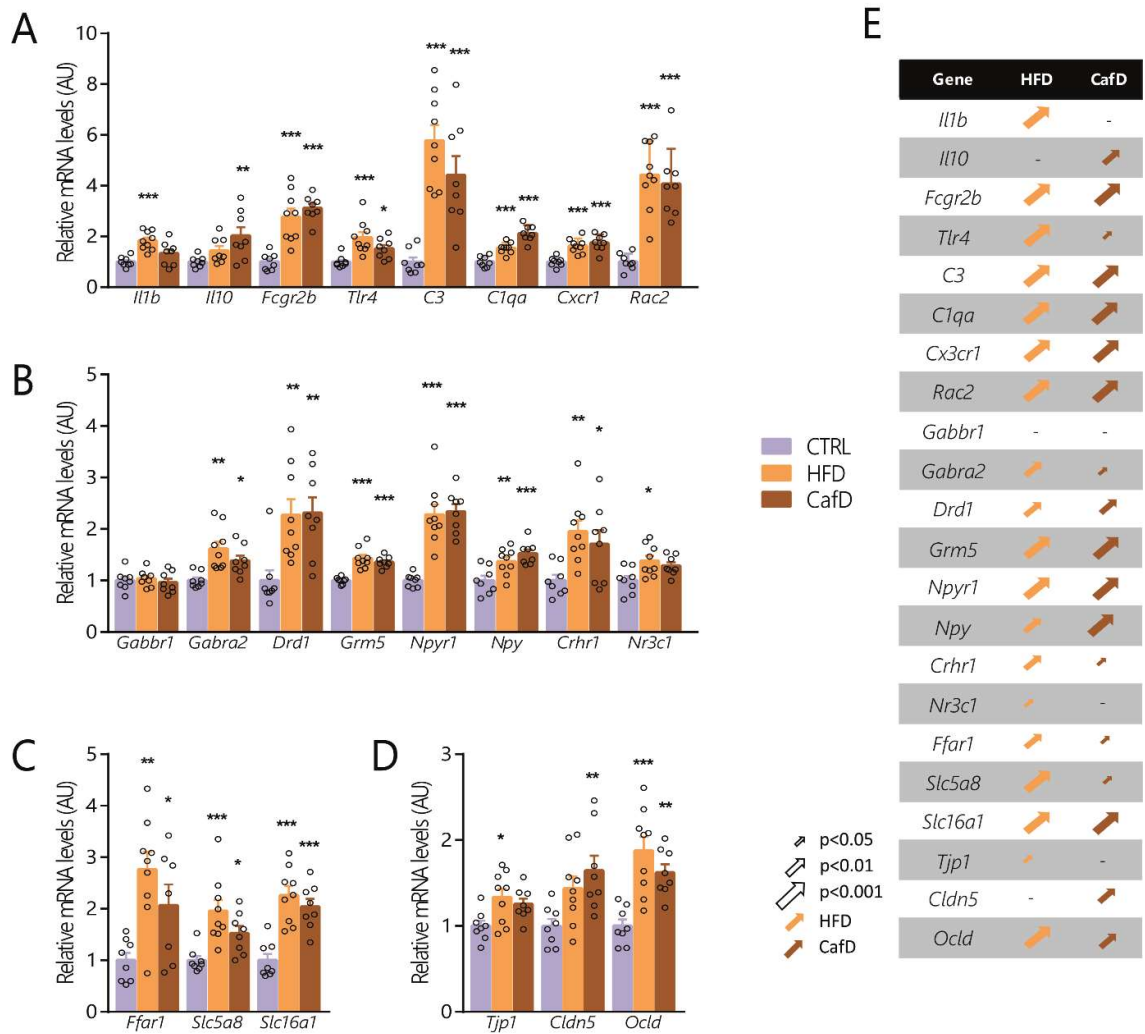 A
Relative mRNA levels (AU)
10
8
6
4
2
0
***
***
**
***
***
***
*
***
***
***
***
***
***
***
***
Il1b Il10 Fcgr2b Tlr4 C3 C1qa Cxcr1 Rac2
B
Relative mRNA levels (AU)
5
4
3
2
1
0
**
*
**
**
***
***
***
***
**
***
**
*
*
Gabbr1 Gabra2 Drd1 Grm5 Npyr1 Npy Crhr1 Nr3c1
CTRL
HFD
CafD
C
Relative mRNA levels (AU)
5
4
3
2
1
0
**
*
***
*
***
***
Ffar1 Slc5a8 Slc16a1
D
Relative mRNA levels (AU)
3
2
1
0
*
**
***
**
Tjp1 Cldn5 Ocld
p<0.05
p<0.01
p<0.001
HFD
CafD
E
Gene HFD CafD
Il1b -
Il10 -
Fcgr2b
Tlr4
C3
C1qa
Cx3cr1
Rac2
Gabbr1 - -
Gabra2
Drd1
Grm5
Npyr1
Npy
Crhr1
Nr3c1 -
Ffar1
Slc5a8
Slc16a1
Tjp1 -
Cldn5 -
Ocld